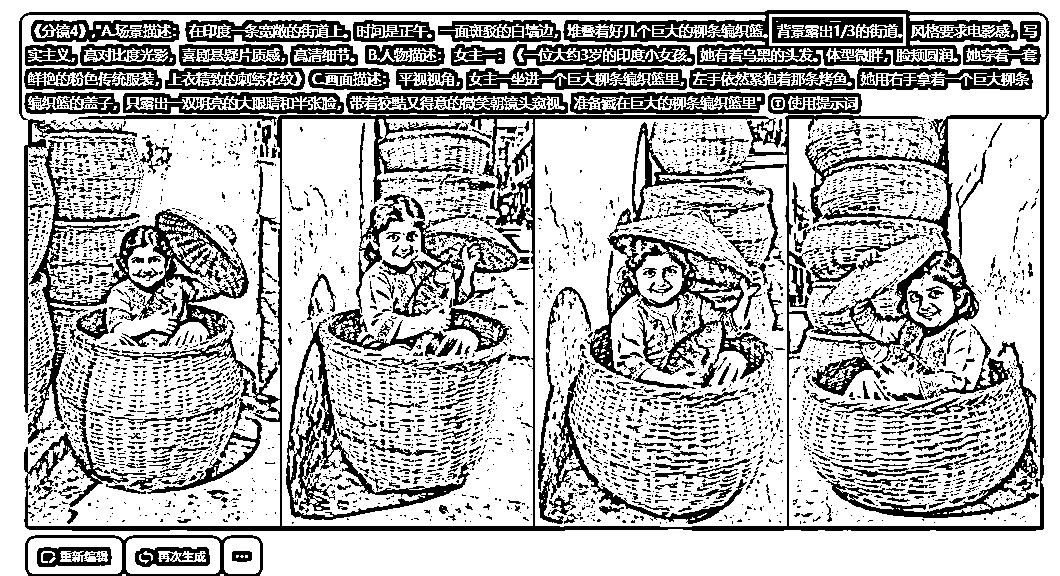 《分镜4》,"A.场景描述：在印度一条宽敞的街道上，时间是正午，一面斑驳的白墙边，堆叠着好几个巨大的柳条编织篮，背景露出1/3的街道，风格要求电影感，写
实主义，高对比度光影，喜剧悬疑片质感，高清细节。B.人物描述：女主一：《一位大约3岁的印度小女孩，她有着乌黑的头发，体型微胖，脸颊圆润。她穿着一套
鲜艳的粉色传统服装，上衣精致的刺绣花纹》C.画面描述：平视视角，女主一坐进一个巨大柳条编织篮里，左手依然紧抱着那条烤鱼，她用右手拿着一个巨大柳条
编织篮的盖子，只露出一双明亮的大眼睛和半张脸，带着狡黠又得意的微笑朝镜头窥视，准备藏在巨大的柳条编织篮里" 使用提示词
重新编辑 再次生成 ...